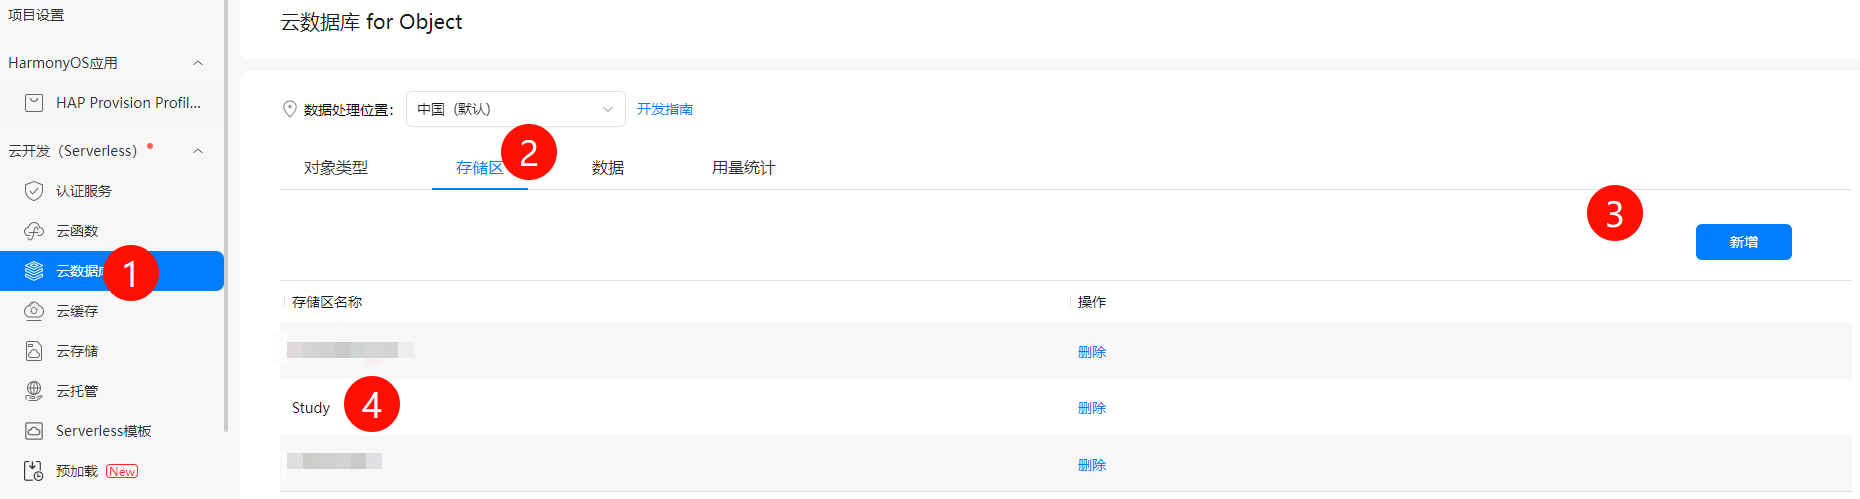 项目设置
HarmonyOS应用
HAP Provision Profil...
云开发（Serverless）
认证服务
云函数
云数据库
1
云缓存
云存储
云托管
Serverless模板
预加载 New
云数据库 for Object
数据处理位置： 中国（默认） 开发指南
2
对象类型 存储区 数据 用量统计
3
新增
存储区名称 操作
删除
Study 4 删除
删除